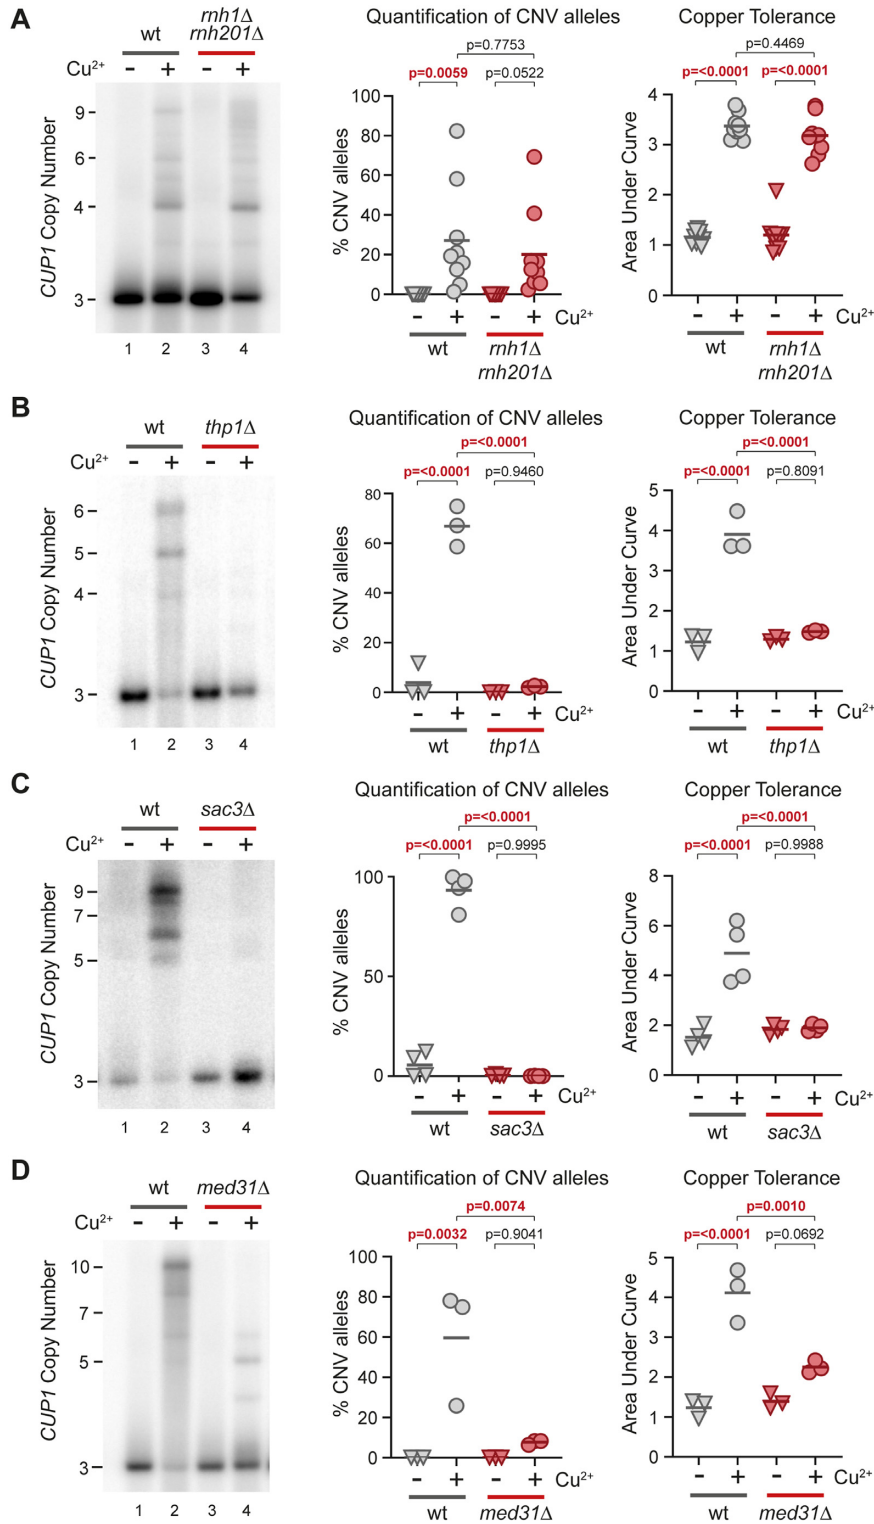 A
wt
rnh1Δ
rnh201Δ
Cu²⁺ - + - +
CUP1 Copy Number
9
6
4
3
1 2 3 4
Quantification of CNV alleles
p=0.7753
p=0.0059 p=0.0522
% CNV alleles
100
80
60
40
20
0
- + - + Cu²⁺
wt rnh1Δ
rnh201Δ
Copper Tolerance
p=0.4469
p=<0.0001 p=<0.0001
Area Under Curve
4
3
2
1
0
- + - + Cu²⁺
wt rnh1Δ
rnh201Δ
B
wt thp1Δ
Cu²⁺ - + - +
CUP1 Copy Number
6
5
4
3
1 2 3 4
Quantification of CNV alleles
p=<0.0001
p=<0.0001 p=0.9460
% CNV alleles
80
60
40
20
0
- + - + Cu²⁺
wt thp1Δ
Copper Tolerance
p=<0.0001
p=<0.0001 p=0.8091
Area Under Curve
5
4
3
2
1
0
- + - + Cu²⁺
wt thp1Δ
C
wt sac3Δ
Cu²⁺ - + - +
CUP1 Copy Number
9
7
6
5
3
1 2 3 4
Quantification of CNV alleles
p=<0.0001
p=<0.0001 p=0.9995
% CNV alleles
100
50
0
- + - + Cu²⁺
wt sac3Δ
Copper Tolerance
p=<0.0001
p=<0.0001 p=0.9988
Area Under Curve
8
6
4
2
0
- + - + Cu²⁺
wt sac3Δ
D
wt med31Δ
Cu²⁺ - + - +
CUP1 Copy Number
10
7
5
3
1 2 3 4
Quantification of CNV alleles
p=0.0074
p=0.0032 p=0.9041
% CNV alleles
100
80
60
40
20
0
- + - + Cu²⁺
wt med31Δ
Copper Tolerance
p=0.0010
p=<0.0001 p=0.0692
Area Under Curve
5
4
3
2
1
0
- + - + Cu²⁺
wt med31Δ